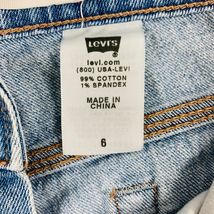 Levi's
levi.com
(800) USA-LEVI
99% COTTON
1% SPANDEX
MADE IN
CHINA
6